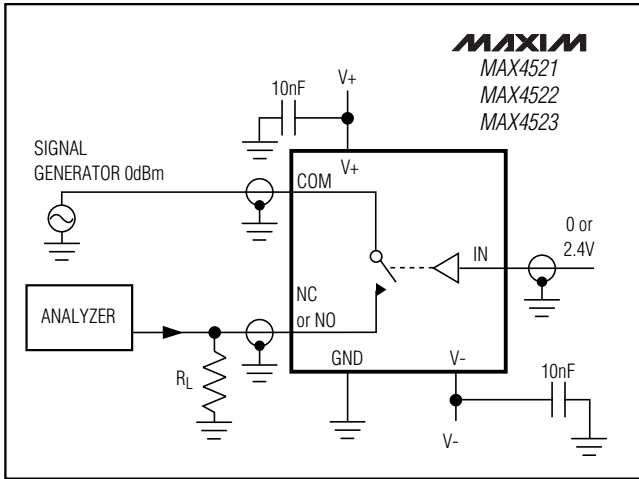 MAXIM
MAX4521
MAX4522
MAX4523
10nF
V+
SIGNAL
GENERATOR 0dBm
V+
COM
0 or
2.4V
IN
NC
or NO
ANALYZER
RL
GND
V-
10nF
V-